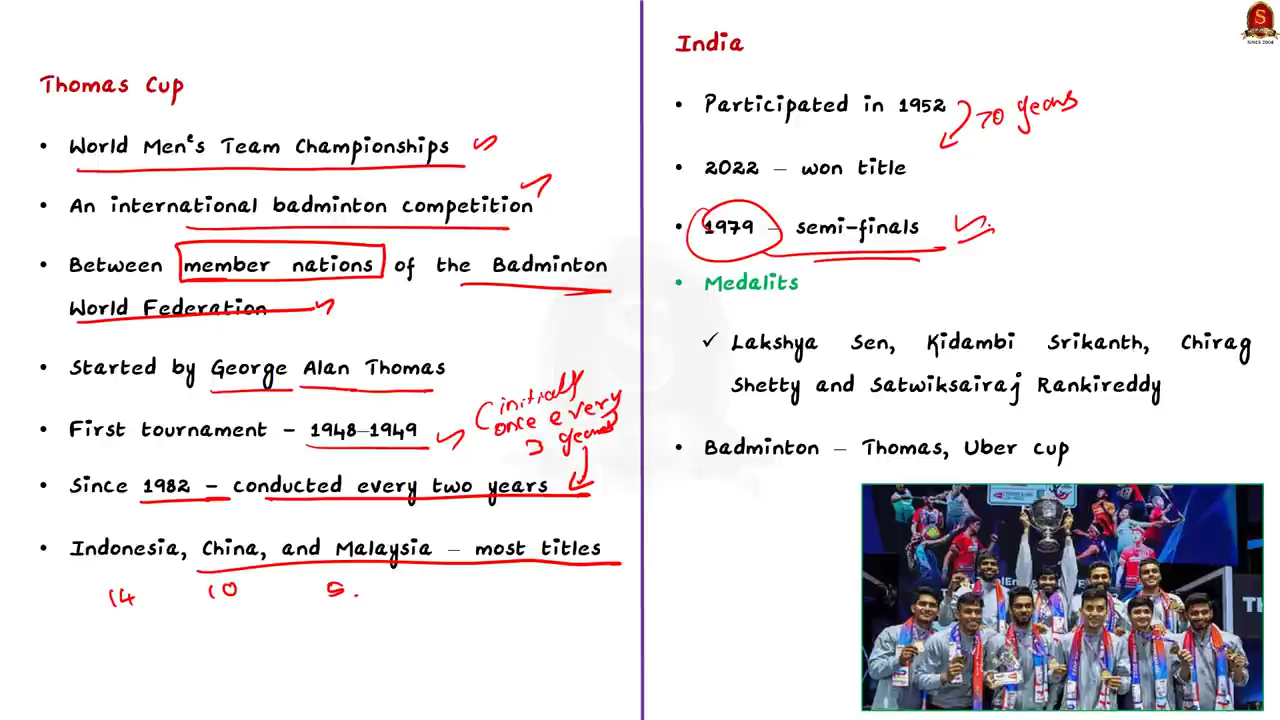 Thomas Cup
• World Men's Team Championships
• An international badminton competition
• Between member nations of the Badminton
World Federation
• Started by George Alan Thomas
(initially
once every
3 years
• First tournament – 1948–1949
• Since 1982 – conducted every two years
• Indonesia, China, and Malaysia – most titles
14 10 5.
India
• Participated in 1952
70 years
• 2022 – won title
• 1979 – semi-finals
• Medalits
✓ Lakshya Sen, Kidambi Srikanth, Chirag
Shetty and Satwiksairaj Rankireddy
• Badminton – Thomas, Uber cup
S
SINCE 2004